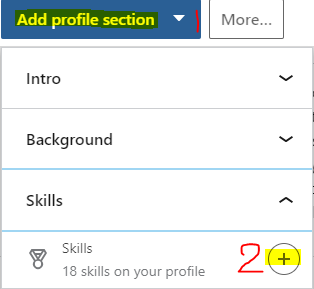 Add profile section
More...
Intro
Background
Skills
Skills
2
18 skills on your profile